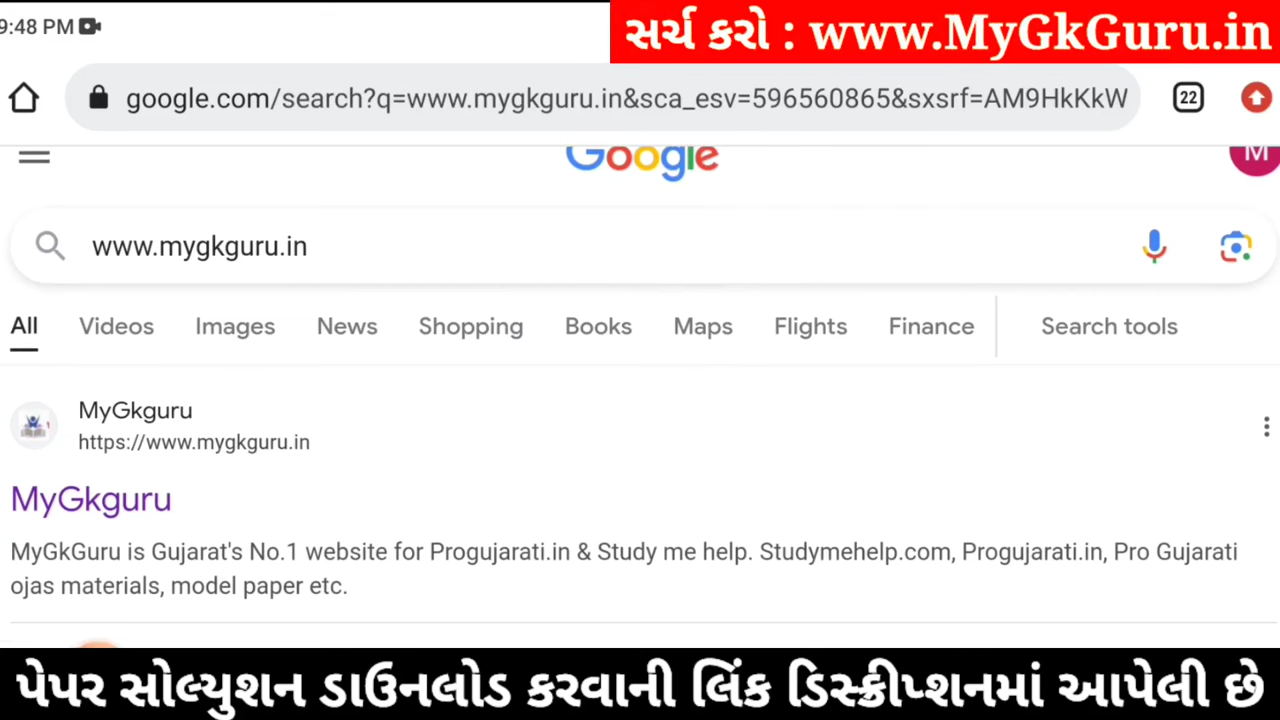 9:48 PM
સર્ચ કરો : www.MyGkGuru.in
google.com/search?q=www.mygkguru.in&sca_esv=596560865&sxsrf=AM9HkKkW
22
Google
M
www.mygkguru.in
All Videos Images News Shopping Books Maps Flights Finance Search tools
MyGkguru
https://www.mygkguru.in
MyGkguru
MyGkGuru is Gujarat's No.1 website for Progujarati.in & Study me help. Studymehelp.com, Progujarati.in, Pro Gujarati
ojas materials, model paper etc.
પેપર સોલ્યુશન ડાઉનલોડ કરવાની લિંક ડિસ્ક્રીપ્શનમાં આપેલી છે